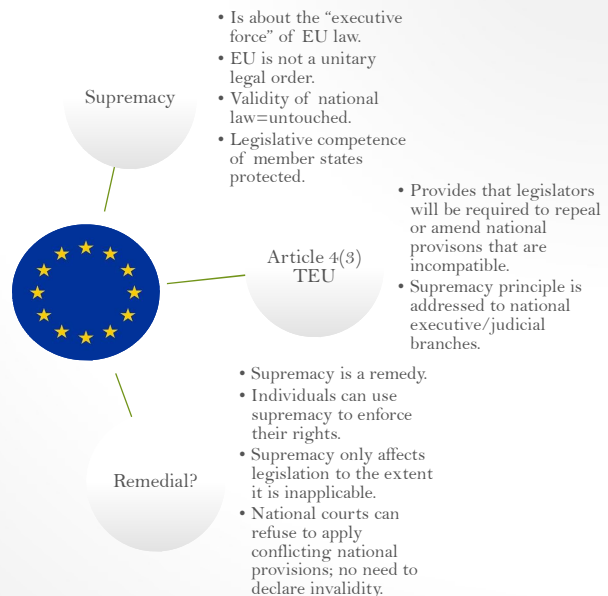 Supremacy
• Is about the “executive
force” of EU law.
• EU is not a unitary
legal order.
• Validity of national
law=untouched.
• Legislative competence
of member states
protected.
Article 4(3)
TEU
• Provides that legislators
will be required to repeal
or amend national
provisons that are
incompatible.
• Supremacy principle is
addressed to national
executive/judicial
branches.
Remedial?
• Supremacy is a remedy.
• Individuals can use
supremacy to enforce
their rights.
• Supremacy only affects
legislation to the extent
it is inapplicable.
• National courts can
refuse to apply
conflicting national
provisions; no need to
declare invalidity.